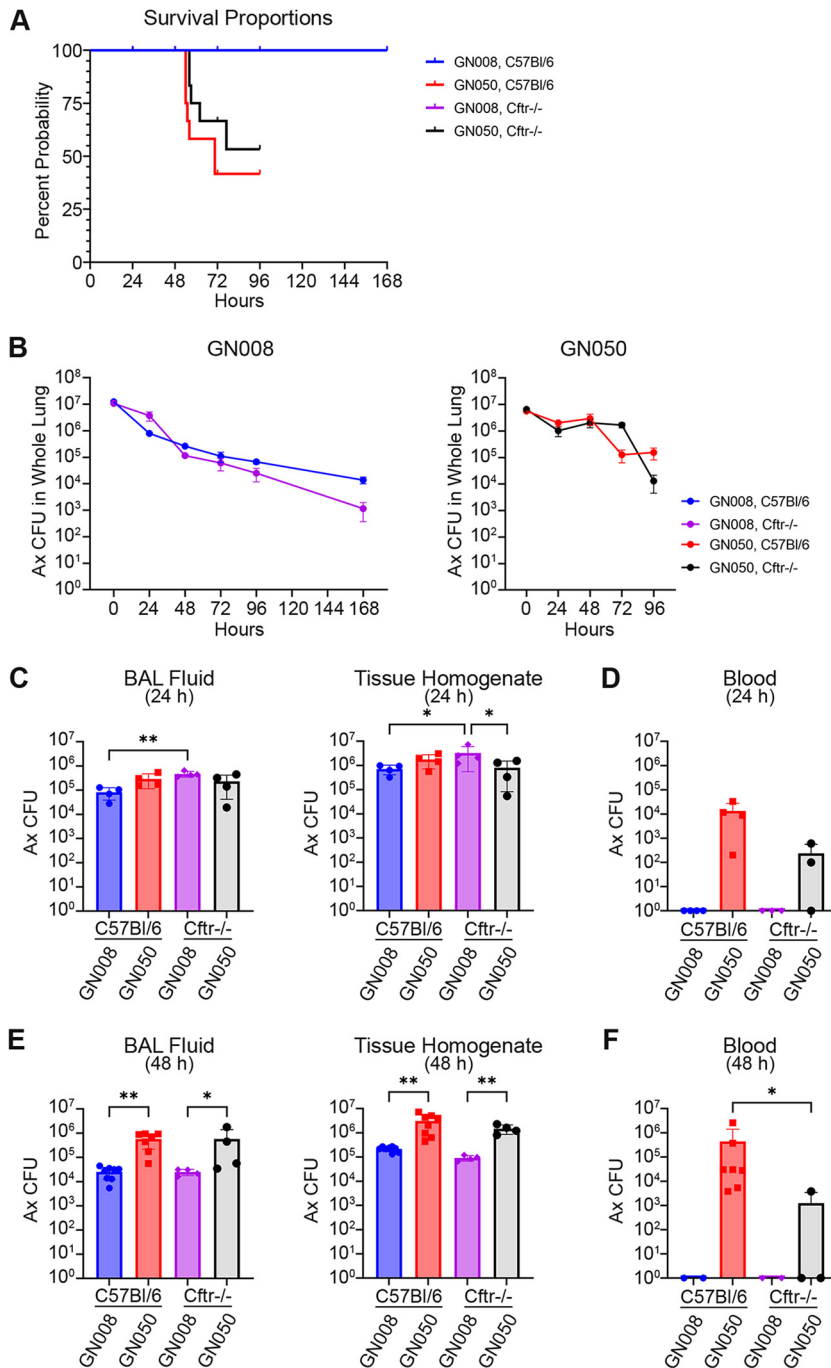 A
Survival Proportions
Percent Probability
100
75
50
25
0
0 24 48 72 96 120 144 168
Hours
GN008, C57Bl/6
GN050, C57Bl/6
GN008, Cftr-/-
GN050, Cftr-/-
B
GN008
Ax CFU in Whole Lung
10⁸
10⁷
10⁶
10⁵
10⁴
10³
10²
10¹
10⁰
0 24 48 72 96 120 144 168
Hours
GN050
Ax CFU in Whole Lung
10⁸
10⁷
10⁶
10⁵
10⁴
10³
10²
10¹
10⁰
0 24 48 72 96
Hours
GN008, C57Bl/6
GN008, Cftr-/-
GN050, C57Bl/6
GN050, Cftr-/-
C
BAL Fluid
(24 h)
**
Ax CFU
10⁷
10⁶
10⁵
10⁴
10³
10²
10¹
10⁰
C57Bl/6 Cftr-/-
GN008 GN050 GN008 GN050
Tissue Homogenate
(24 h)
* *
Ax CFU
10⁷
10⁶
10⁵
10⁴
10³
10²
10¹
10⁰
C57Bl/6 Cftr-/-
GN008 GN050 GN008 GN050
D
Blood
(24 h)
Ax CFU
10⁷
10⁶
10⁵
10⁴
10³
10²
10¹
10⁰
C57Bl/6 Cftr-/-
GN008 GN050 GN008 GN050
E
BAL Fluid
(48 h)
** *
Ax CFU
10⁷
10⁶
10⁵
10⁴
10³
10²
10¹
10⁰
C57Bl/6 Cftr-/-
GN008 GN050 GN008 GN050
Tissue Homogenate
(48 h)
** **
Ax CFU
10⁷
10⁶
10⁵
10⁴
10³
10²
10¹
10⁰
C57Bl/6 Cftr-/-
GN008 GN050 GN008 GN050
F
Blood
(48 h)
*
Ax CFU
10⁷
10⁶
10⁵
10⁴
10³
10²
10¹
10⁰
C57Bl/6 Cftr-/-
GN008 GN050 GN008 GN050